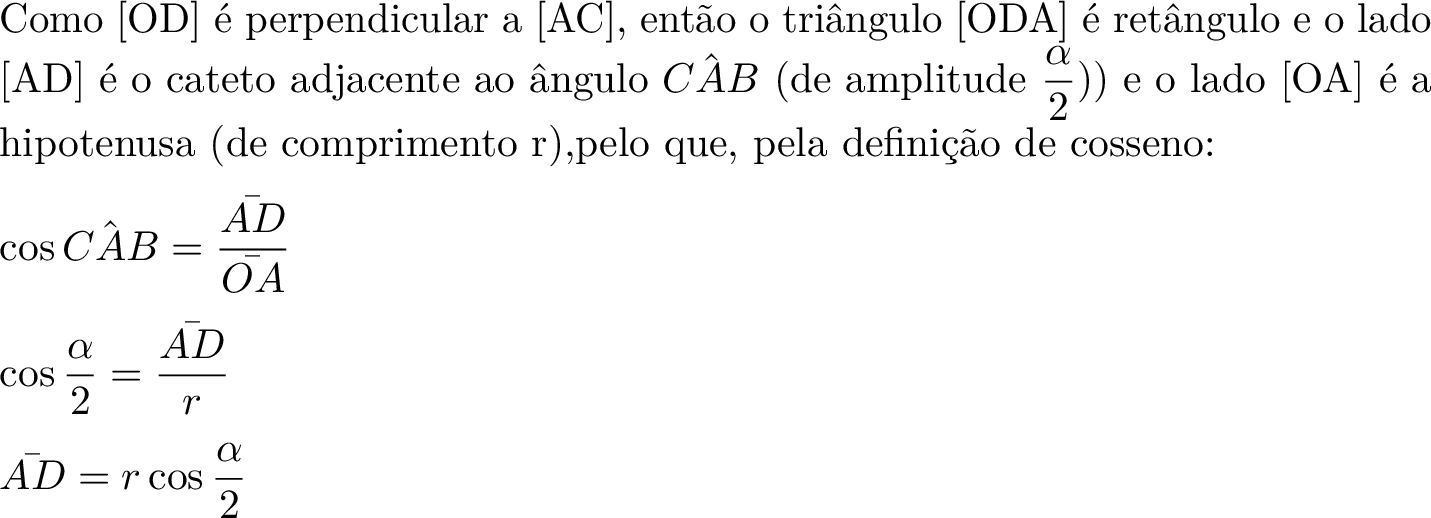 Como [OD] é perpendicular a [AC], então o triângulo [ODA] é retângulo e o lado
[AD] é o cateto adjacente ao ângulo $C\hat{A}B$ (de amplitude $\frac{\alpha}{2}$)) e o lado [OA] é a
hipotenusa (de comprimento r),pelo que, pela definição de cosseno:
$\cos C\hat{A}B = \frac{\bar{AD}}{\bar{OA}}$
$\cos \frac{\alpha}{2} = \frac{\bar{AD}}{r}$
$\bar{AD} = r \cos \frac{\alpha}{2}$